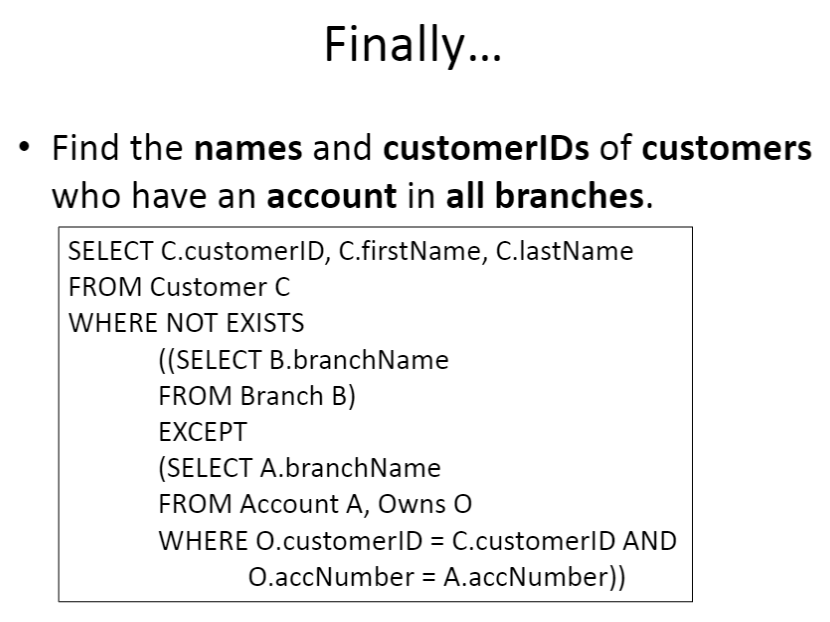 Finally...
• Find the names and customerIDs of customers
who have an account in all branches.
SELECT C.customerID, C.firstName, C.lastName
FROM Customer C
WHERE NOT EXISTS
((SELECT B.branchName
FROM Branch B)
EXCEPT
(SELECT A.branchName
FROM Account A, Owns O
WHERE O.customerID = C.customerID AND
O.accNumber = A.accNumber))